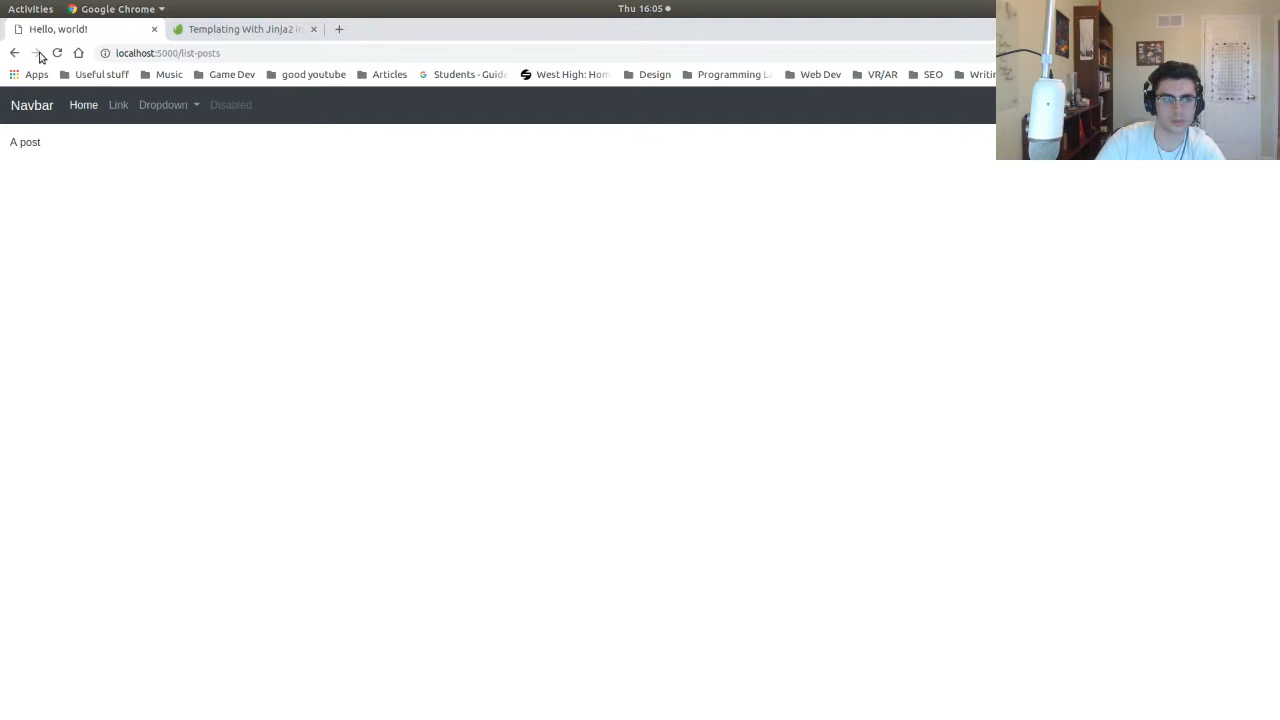 Activities Google Chrome Thu 16:05
Hello, world! Templating With Jinja2 in
localhost:5000/list-posts
Apps Useful stuff Music Game Dev good youtube Articles Students - Guide West High: Hom Design Programming La Web Dev VR/AR SEO Writin
Navbar Home Link Dropdown Disabled
A post